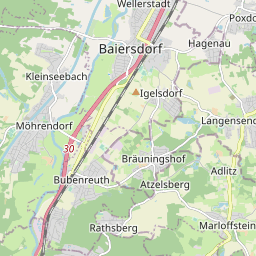 Wellerstadt
Poxdo
Hagenau
Baiersdorf
Kleinseebach
Igelsdorf
Möhrendorf
Langensend
30
Bräuningshof
Adlitz
Bubenreuth
Atzelsberg
Marloffstein
Rathsberg